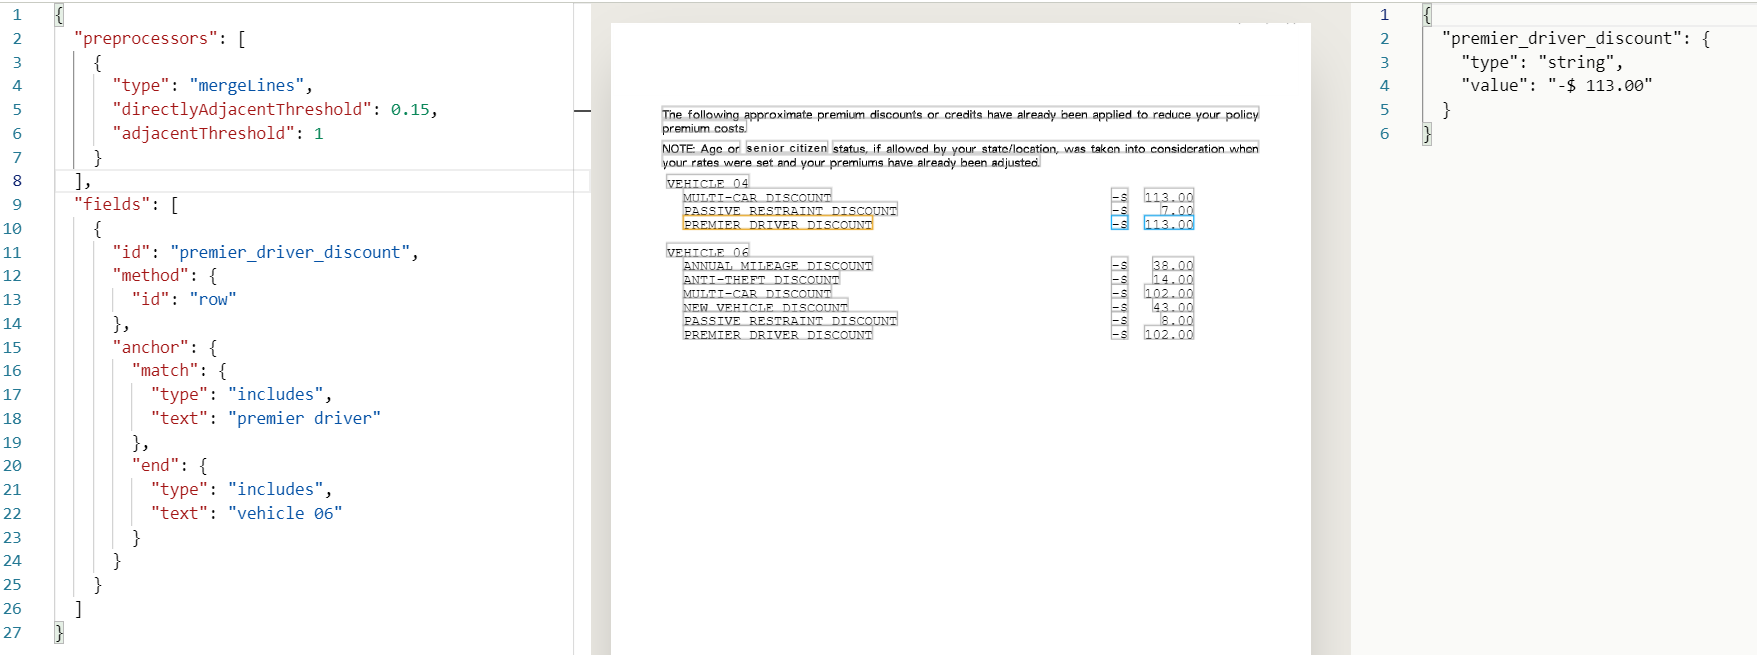 1 {
2 "preprocessors": [
3 {
4 "type": "mergeLines",
5 "directlyAdjacentThreshold": 0.15,
6 "adjacentThreshold": 1
7 }
8 ],
9 "fields": [
10 {
11 "id": "premier_driver_discount",
12 "method": {
13 "id": "row"
14 },
15 "anchor": {
16 "match": {
17 "type": "includes",
18 "text": "premier driver"
19 },
20 "end": {
21 "type": "includes",
22 "text": "vehicle 06"
23 }
24 }
25 }
26 ]
27 }
The following approximate premium discounts or credits have already been applied to reduce your policy
premium costs.
NOTE: Age or senior citizen status, if allowed by your state/location, was taken into consideration when
your rates were set and your premiums have already been adjusted.
VEHICLE 04
MULTI-CAR DISCOUNT -$ 113.00
PASSIVE RESTRAINT DISCOUNT -$ 7.00
PREMIER DRIVER DISCOUNT -$ 113.00
VEHICLE 06
ANNUAL MILEAGE DISCOUNT -$ 38.00
ANTI-THEFT DISCOUNT -$ 14.00
MULTI-CAR DISCOUNT -$ 102.00
NEW VEHICLE DISCOUNT -$ 43.00
PASSIVE RESTRAINT DISCOUNT -$ 8.00
PREMIER DRIVER DISCOUNT -$ 102.00
1 {
2 "premier_driver_discount": {
3 "type": "string",
4 "value": "-$ 113.00"
5 }
6 }